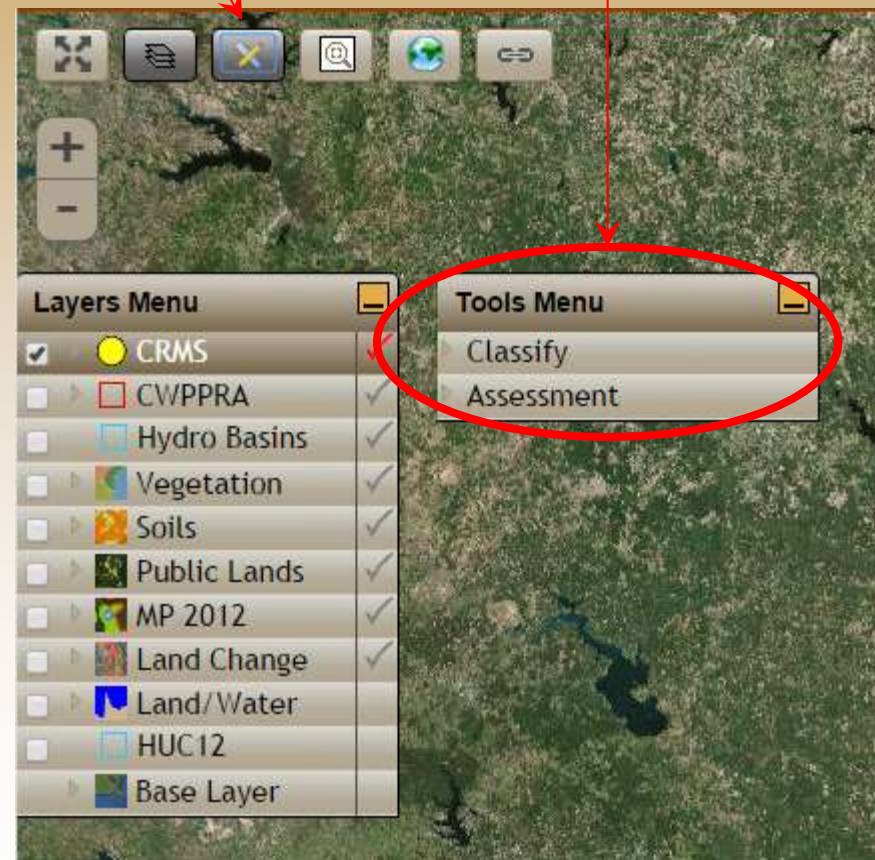 +
-
Layers Menu
CRMS
CWPPRA
Hydro Basins
Vegetation
Soils
Public Lands
MP 2012
Land Change
Land/Water
HUC12
Base Layer
Tools Menu
Classify
Assessment